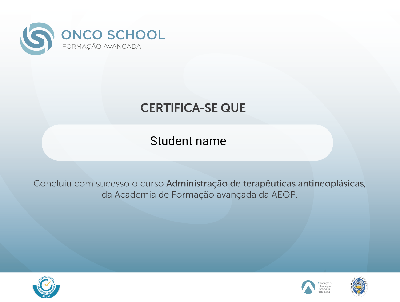 ONCO SCHOOL
FORMAÇÃO AVANÇADA
CERTIFICA-SE QUE
Student name
Concluiu com sucesso o curso Administração de terapêuticas antineoplásicas,
da Academia de Formação avançada da AEOP.